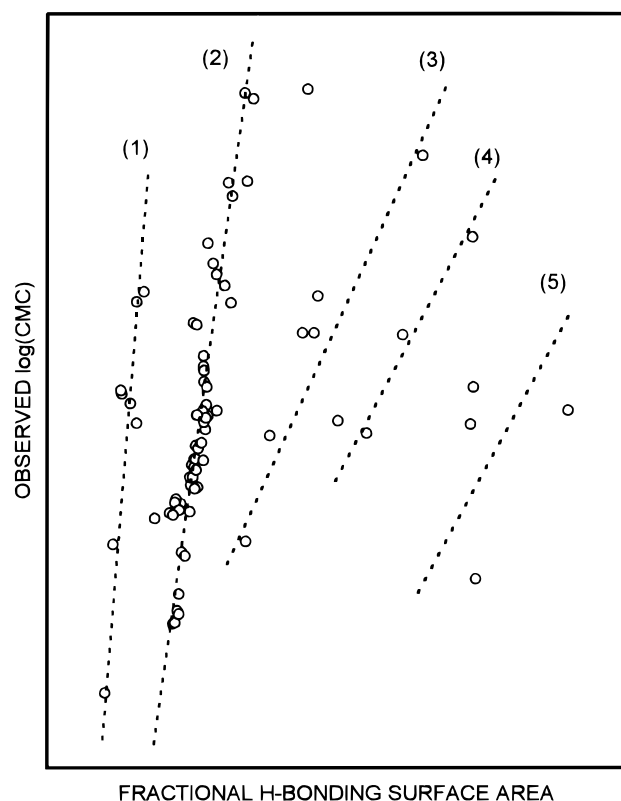 (2)
(3)
(1)
(4)
(5)
OBSERVED log(CMC)
FRACTIONAL H-BONDING SURFACE AREA